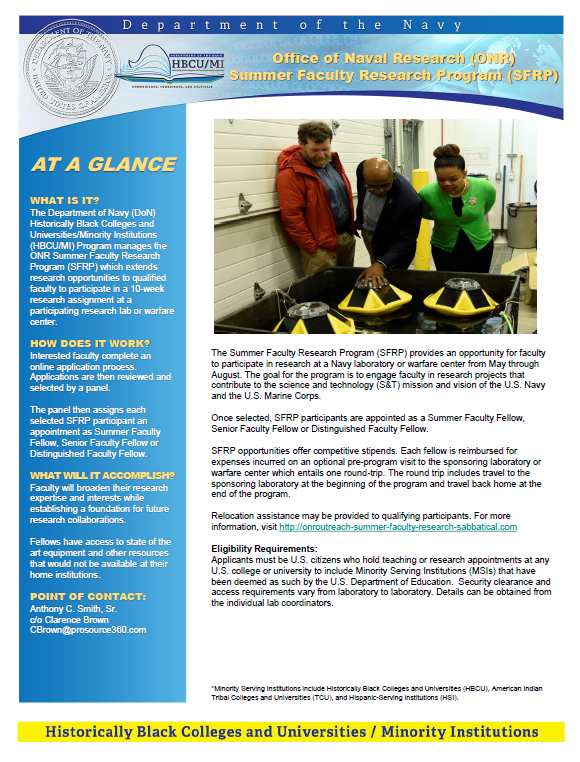 Department of the Navy
DEPARTMENT OF THE NAVY
UNITED STATES OF AMERICA
HBCU/MI
COMMUNICATE, COORDINATE, AND CULTIVATE
Office of Naval Research (ONR)
Summer Faculty Research Program (SFRP)
AT A GLANCE
WHAT IS IT?
The Department of Navy (DoN)
Historically Black Colleges and
Universities/Minority Institutions
(HBCU/MI) Program manages the
ONR Summer Faculty Research
Program (SFRP) which extends
research opportunities to qualified
faculty to participate in a 10-week
research assignment at a
participating research lab or warfare
center.
HOW DOES IT WORK?
Interested faculty complete an
online application process.
Applications are then reviewed and
selected by a panel.
The panel then assigns each
selected SFRP participant an
appointment as Summer Faculty
Fellow, Senior Faculty Fellow or
Distinguished Faculty Fellow.
WHAT WILL IT ACCOMPLISH?
Faculty will broaden their research
expertise and interests while
establishing a foundation for future
research collaborations.
Fellows have access to state of the
art equipment and other resources
that would not be available at their
home institutions.
POINT OF CONTACT:
Anthony C. Smith, Sr.
c/o Clarence Brown
CBrown@prosource360.com
The Summer Faculty Research Program (SFRP) provides an opportunity for faculty
to participate in research at a Navy laboratory or warfare center from May through
August. The goal for the program is to engage faculty in research projects that
contribute to the science and technology (S&T) mission and vision of the U.S. Navy
and the U.S. Marine Corps.
Once selected, SFRP participants are appointed as a Summer Faculty Fellow,
Senior Faculty Fellow or Distinguished Faculty Fellow.
SFRP opportunities offer competitive stipends. Each fellow is reimbursed for
expenses incurred on an optional pre-program visit to the sponsoring laboratory or
warfare center which entails one round-trip. The round trip includes travel to the
sponsoring laboratory at the beginning of the program and travel back home at the
end of the program.
Relocation assistance may be provided to qualifying participants. For more
information, visit http://onroutreach-summer-faculty-research-sabbatical.com
Eligibility Requirements:
Applicants must be U.S. citizens who hold teaching or research appointments at any
U.S. college or university to include Minority Serving Institutions (MSIs) that have
been deemed as such by the U.S. Department of Education. Security clearance and
access requirements vary from laboratory to laboratory. Details can be obtained from
the individual lab coordinators.
*Minority Serving Institutions include Historically Black Colleges and Universities (HBCU), American Indian
Tribal Colleges and Universities (TCU), and Hispanic-Serving Institutions (HSI).
Historically Black Colleges and Universities / Minority Institutions